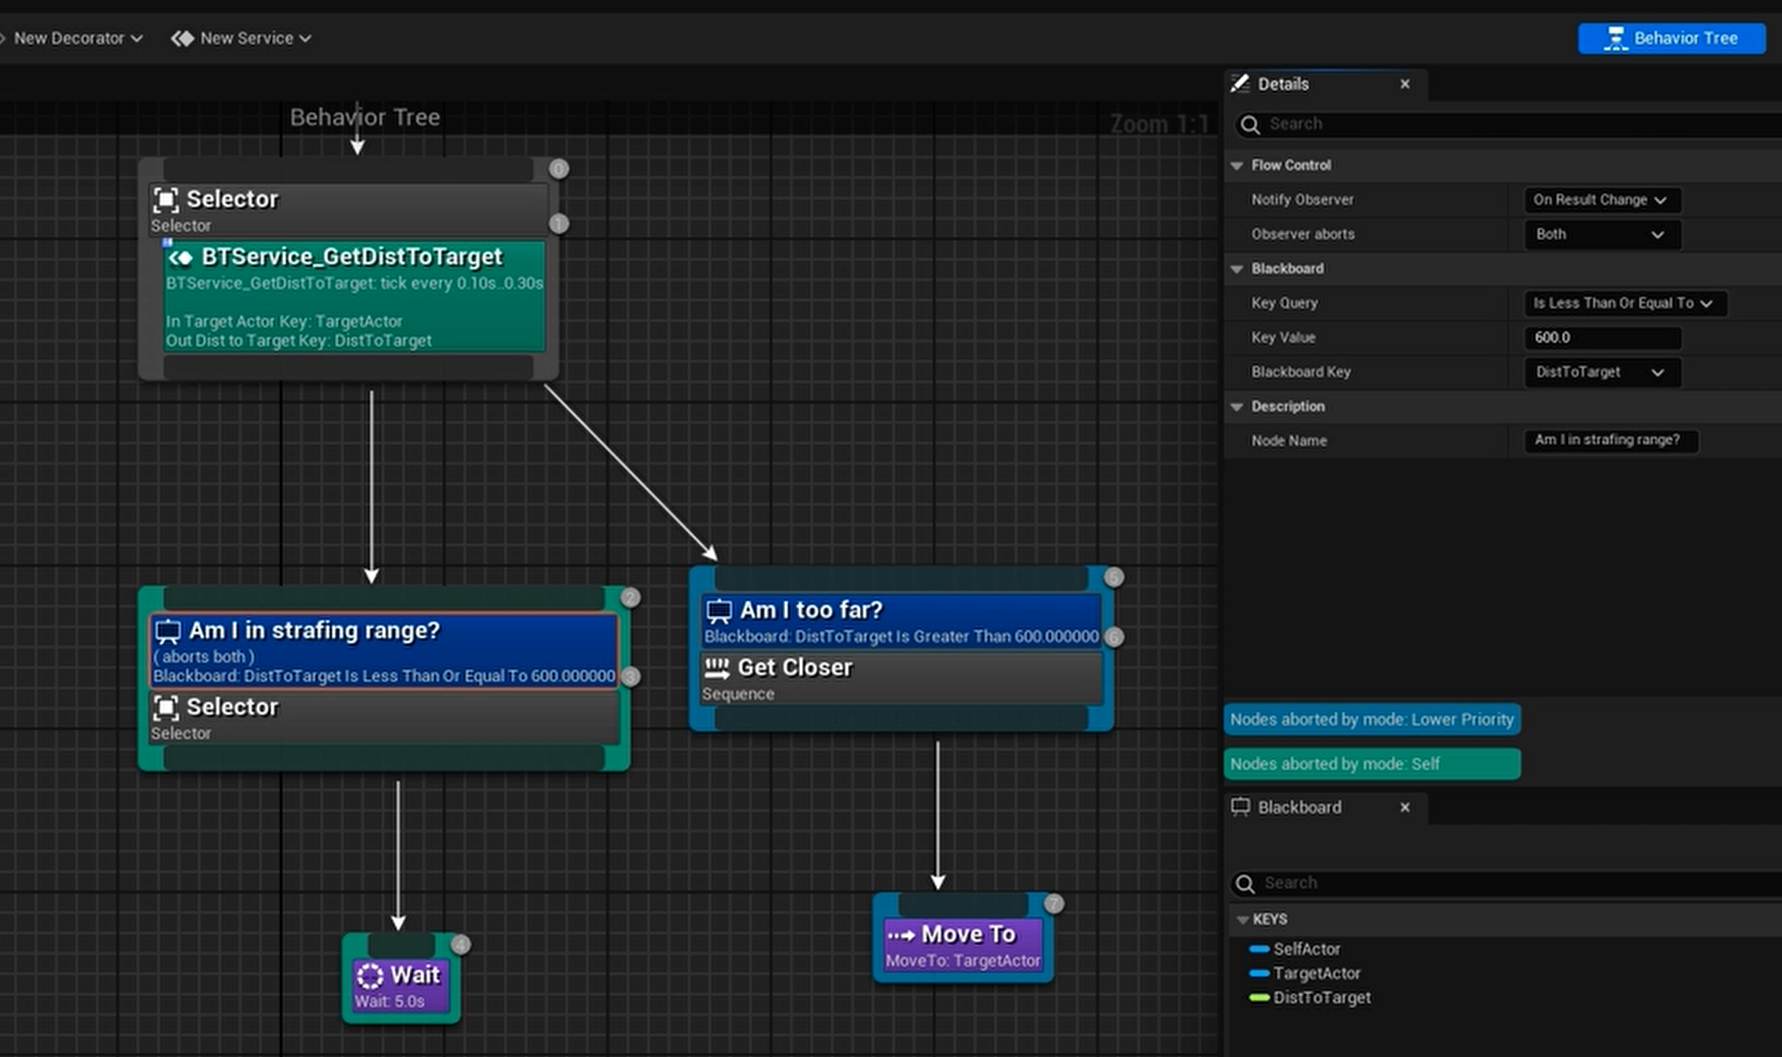 New Decorator
New Service
Behavior Tree
Behavior Tree
Zoom 1:1
0
Selector
Selector
1
BTService_GetDistToTarget
BTService_GetDistToTarget: tick every 0.10s..0.30s
In Target Actor Key: TargetActor
Out Dist to Target Key: DistToTarget
2
Am I in strafing range?
( aborts both )
Blackboard: DistToTarget Is Less Than Or Equal To 600.000000
3
Selector
Selector
4
Wait
Wait: 5.0s
5
Am I too far?
Blackboard: DistToTarget Is Greater Than 600.000000
6
Get Closer
Sequence
7
Move To
MoveTo: TargetActor
Details
Search
Flow Control
Notify Observer
On Result Change
Observer aborts
Both
Blackboard
Key Query
Is Less Than Or Equal To
Key Value
600.0
Blackboard Key
DistToTarget
Description
Node Name
Am I in strafing range?
Nodes aborted by mode: Lower Priority
Nodes aborted by mode: Self
Blackboard
Search
KEYS
SelfActor
TargetActor
DistToTarget